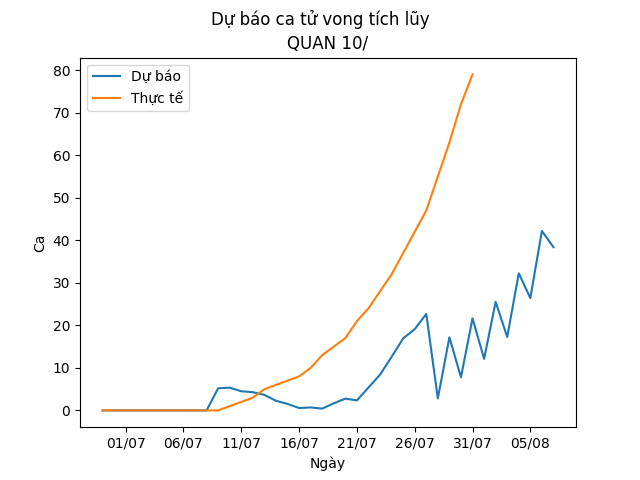 Dự báo ca tử vong tích lũy
QUAN 10/
Dự báo
Thực tế
80
70
60
50
40
30
20
10
0
Ca
01/07 06/07 11/07 16/07 21/07 26/07 31/07 05/08
Ngày